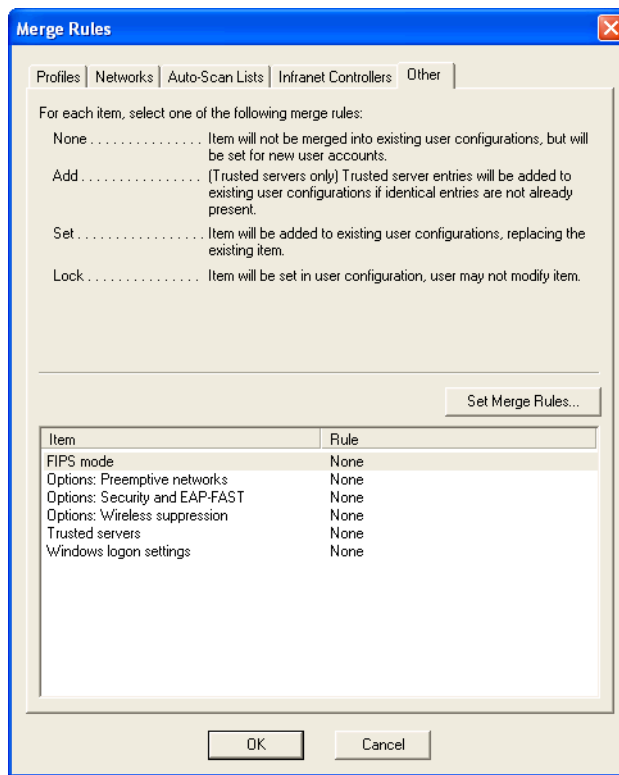 Merge Rules
Profiles Networks Auto-Scan Lists Infranet Controllers Other
For each item, select one of the following merge rules:
None . . . . . . . . . . . . . . . Item will not be merged into existing user configurations, but will
be set for new user accounts.
Add . . . . . . . . . . . . . . . . (Trusted servers only) Trusted server entries will be added to
existing user configurations if identical entries are not already
present.
Set . . . . . . . . . . . . . . . . . Item will be added to existing user configurations, replacing the
existing item.
Lock . . . . . . . . . . . . . . . Item will be set in user configuration, user may not modify item.
Set Merge Rules...
Item Rule
FIPS mode None
Options: Preemptive networks None
Options: Security and EAP-FAST None
Options: Wireless suppression None
Trusted servers None
Windows logon settings None
OK Cancel